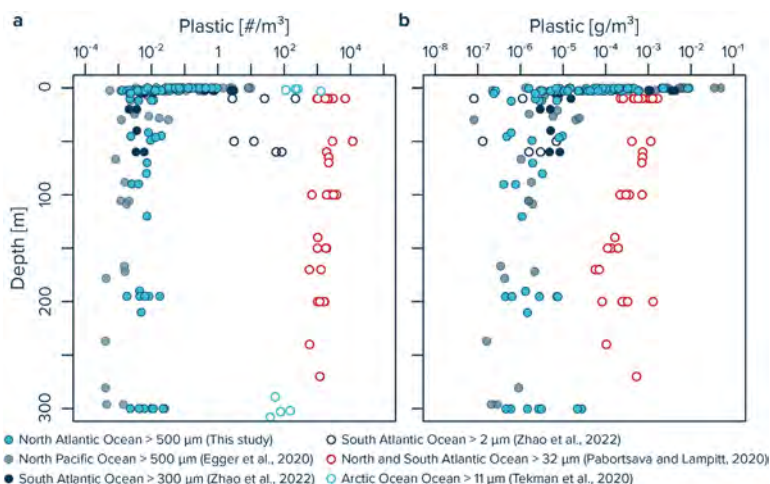 a Plastic [#/m³] b Plastic [g/m³]
10⁻⁴ 10⁻² 1 10² 10⁴ 10⁻⁸ 10⁻⁷ 10⁻⁶ 10⁻⁵ 10⁻⁴ 10⁻³ 10⁻² 10⁻¹
0
100
Depth [m]
200
300
North Atlantic Ocean > 500 µm (This study) South Atlantic Ocean > 2 µm (Zhao et al., 2022)
North Pacific Ocean > 500 µm (Egger et al., 2020) North and South Atlantic Ocean > 32 µm (Pabortsava and Lampitt, 2020)
South Atlantic Ocean > 300 µm (Zhao et al., 2022) Arctic Ocean Ocean > 11 µm (Tekman et al., 2020)